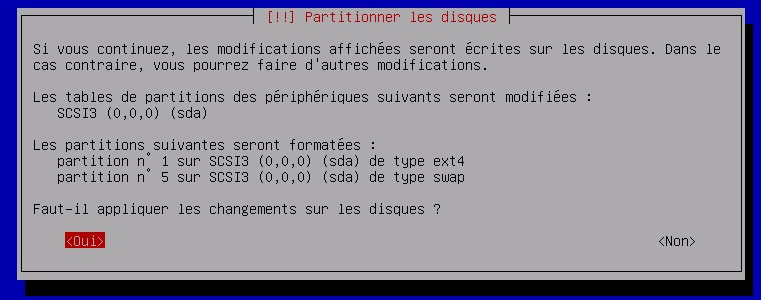 [!!] Partitionner les disques
Si vous continuez, les modifications affichées seront écrites sur les disques. Dans le
cas contraire, vous pourrez faire d'autres modifications.
Les tables de partitions des périphériques suivants seront modifiées :
SCSI3 (0,0,0) (sda)
Les partitions suivantes seront formatées :
partition n° 1 sur SCSI3 (0,0,0) (sda) de type ext4
partition n° 5 sur SCSI3 (0,0,0) (sda) de type swap
Faut-il appliquer les changements sur les disques ?
<Oui> <Non>